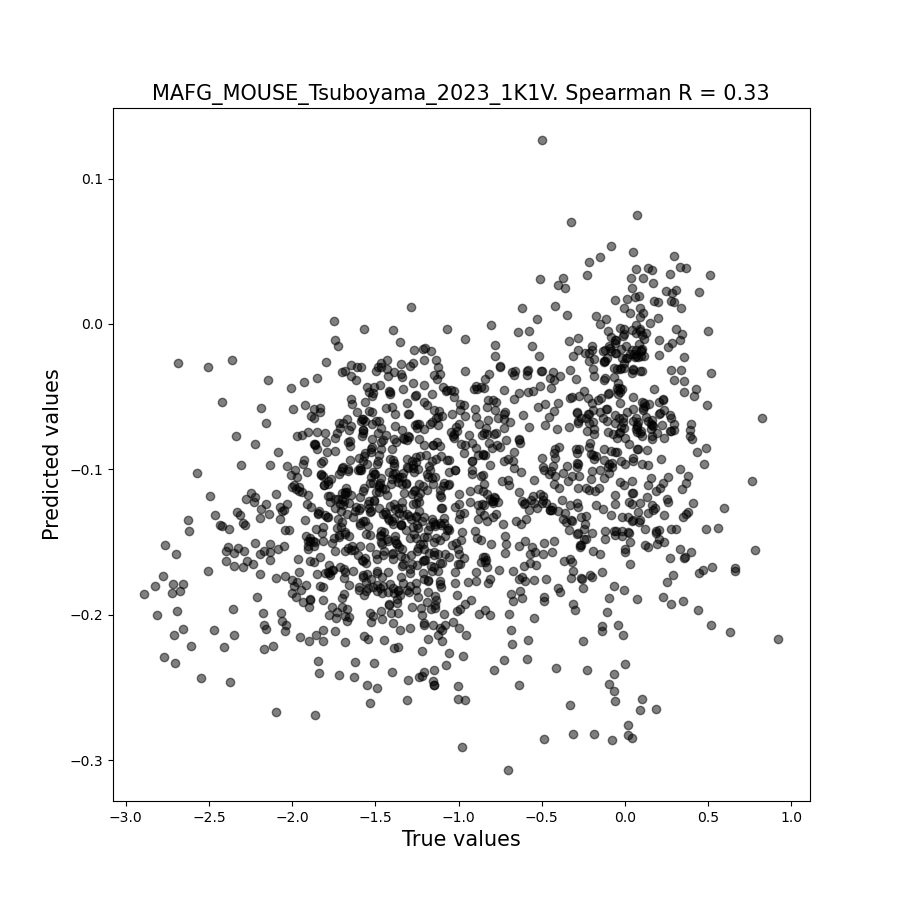 MAFG_MOUSE_Tsuboyama_2023_1K1V. Spearman R = 0.33
0.1
0.0
−0.1
−0.2
−0.3
Predicted values
−3.0 −2.5 −2.0 −1.5 −1.0 −0.5 0.0 0.5 1.0
True values